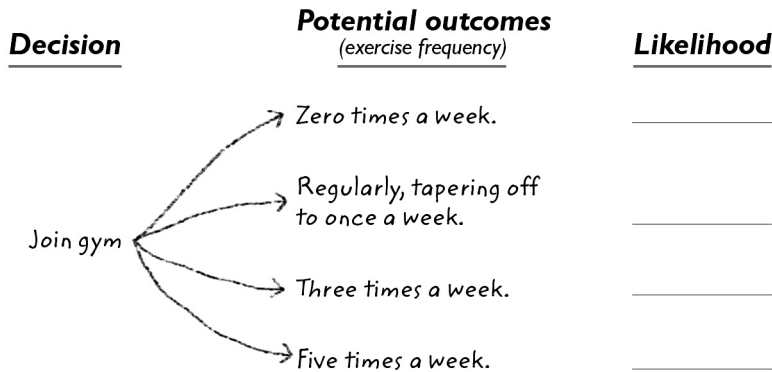 Decision
Potential outcomes
(exercise frequency)
Likelihood
Zero times a week.
Regularly, tapering off
to once a week.
Join gym
Three times a week.
Five times a week.